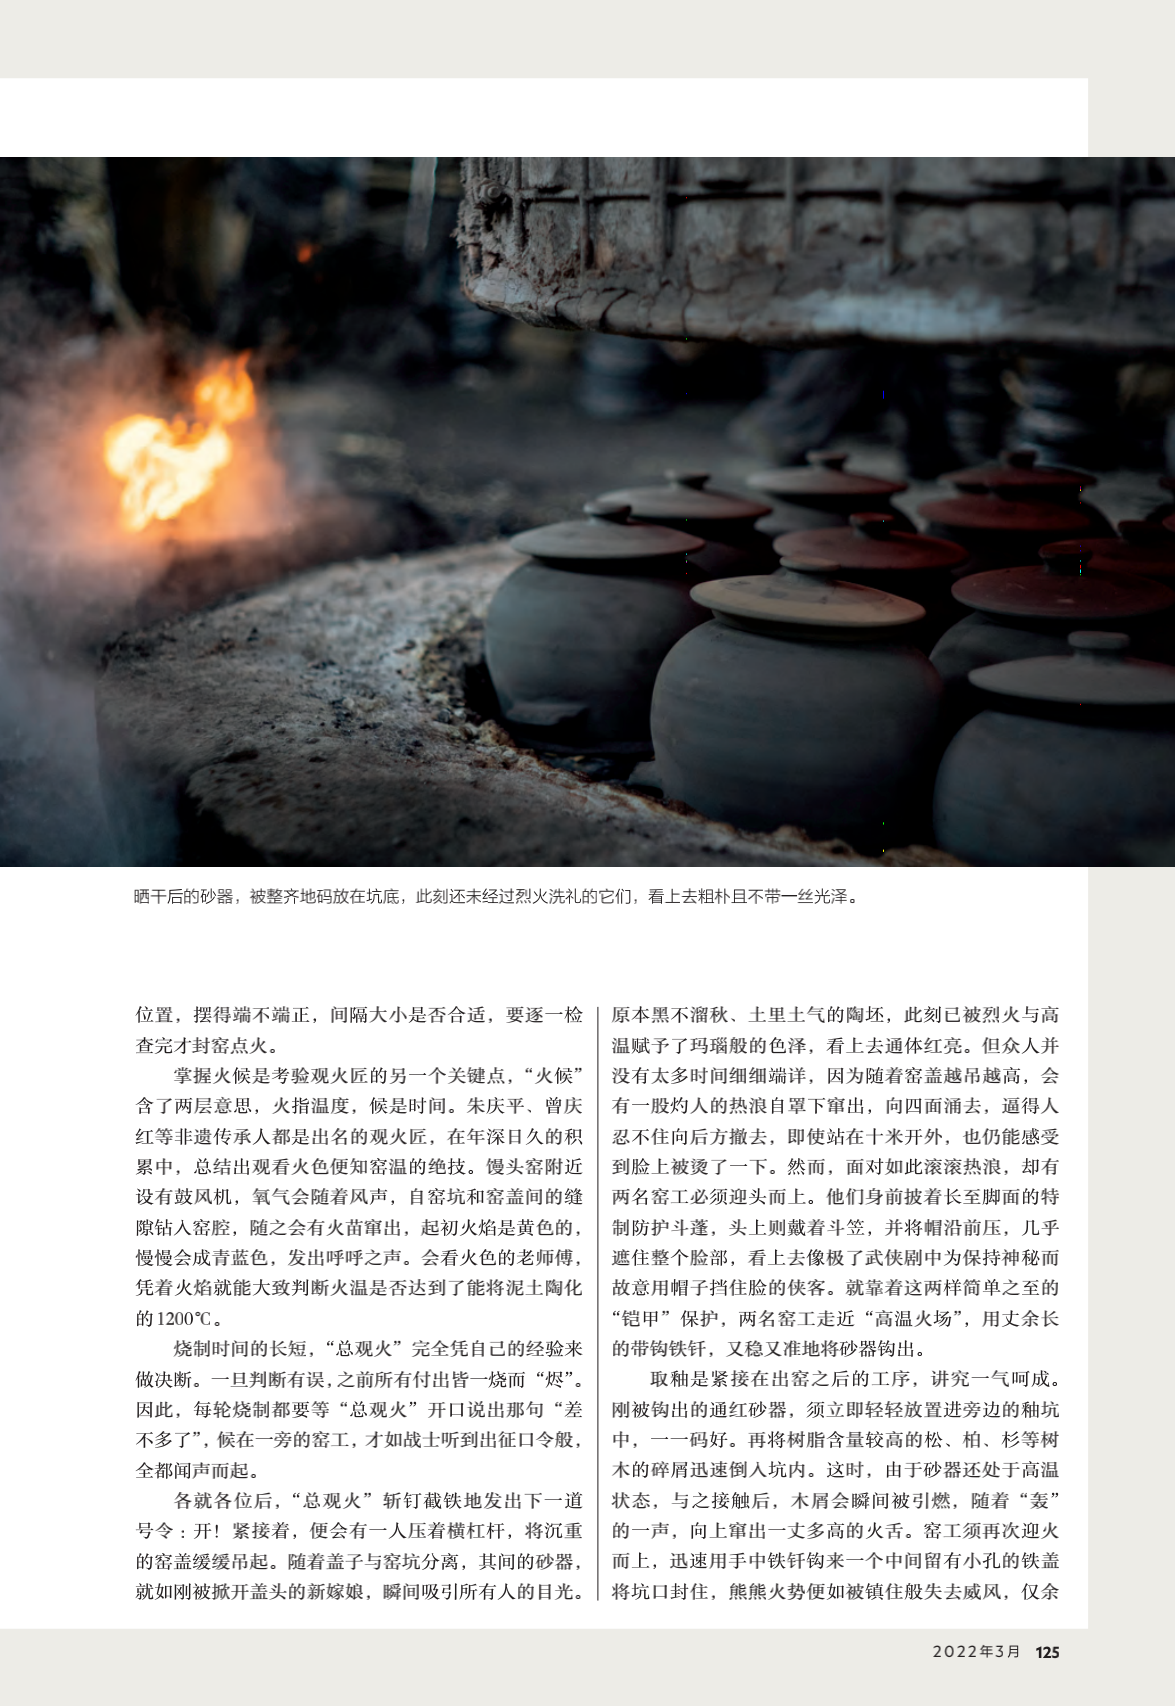 晒干后的砂器，被整齐地码放在坑底，此刻还未经过烈火洗礼的它们，看上去粗朴且不带一丝光泽。
位置，摆得端不端正，间隔大小是否合适，要逐一检
查完才封窑点火。
掌握火候是考验观火匠的另一个关键点，“火候”
含了两层意思，火指温度，候是时间。朱庆平、曾庆
红等非遗传承人都是出名的观火匠，在年深日久的积
累中，总结出观看火色便知窑温的绝技。馒头窑附近
设有鼓风机，氧气会随着风声，自窑坑和窑盖间的缝
隙钻入窑腔，随之会有火苗窜出，起初火焰是黄色的，
慢慢会成青蓝色，发出呼呼之声。会看火色的老师傅，
凭着火焰就能大致判断火温是否达到了能将泥土陶化
的1200℃。
烧制时间的长短，“总观火”完全凭自己的经验来
做决断。一旦判断有误，之前所有付出皆一烧而“烬”。
因此，每轮烧制都要等“总观火”开口说出那句“差
不多了”，候在一旁的窑工，才如战士听到出征口令般，
全都闻声而起。
各就各位后，“总观火”斩钉截铁地发出下一道
号令：开！紧接着，便会有一人压着横杠杆，将沉重
的窑盖缓缓吊起。随着盖子与窑坑分离，其间的砂器，
就如刚被掀开盖头的新嫁娘，瞬间吸引所有人的目光。
原本黑不溜秋、土里土气的陶坯，此刻已被烈火与高
温赋予了玛瑙般的色泽，看上去通体红亮。但众人并
没有太多时间细细端详，因为随着窑盖越吊越高，会
有一股灼人的热浪自罩下窜出，向四面涌去，逼得人
忍不住向后方撤去，即使站在十米开外，也仍能感受
到脸上被烫了一下。然而，面对如此滚滚热浪，却有
两名窑工必须迎头而上。他们身前披着长至脚面的特
制防护斗蓬，头上则戴着斗笠，并将帽沿前压，几乎
遮住整个脸部，看上去像极了武侠剧中为保持神秘而
故意用帽子挡住脸的侠客。就靠着这两样简单之至的
“铠甲”保护，两名窑工走近“高温火场”，用丈余长
的带钩铁钎，又稳又准地将砂器钩出。
取釉是紧接在出窑之后的工序，讲究一气呵成。
刚被钩出的通红砂器，须立即轻轻放置进旁边的釉坑
中，一一码好。再将树脂含量较高的松、柏、杉等树
木的碎屑迅速倒入坑内。这时，由于砂器还处于高温
状态，与之接触后，木屑会瞬间被引燃，随着“轰”
的一声，向上窜出一丈多高的火舌。窑工须再次迎火
而上，迅速用手中铁钎钩来一个中间留有小孔的铁盖
将坑口封住，熊熊火势便如被镇住般失去威风，仅余
2022年3月 125